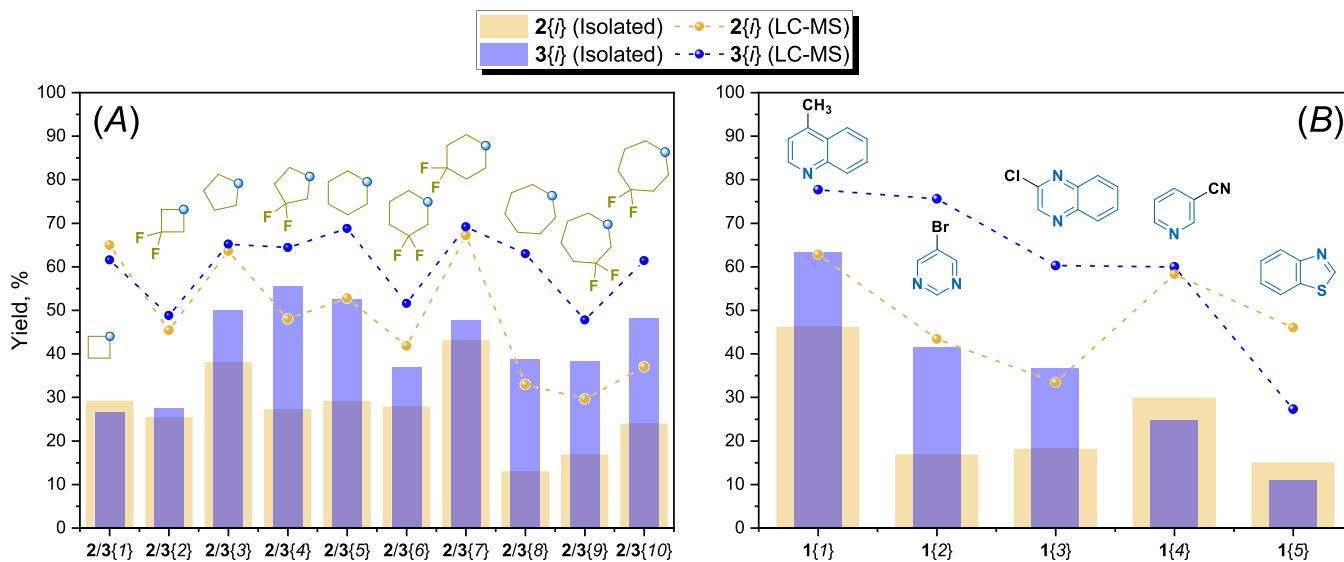 2{i} (Isolated) 2{i} (LC-MS)
3{i} (Isolated) 3{i} (LC-MS)
(A)
Yield, %
100
90
80
70
60
50
40
30
20
10
0
F
F
F
F
F
F
F
F
F
F
F
F
2/3{1} 2/3{2} 2/3{3} 2/3{4} 2/3{5} 2/3{6} 2/3{7} 2/3{8} 2/3{9} 2/3{10}
(B)
100
90
80
70
60
50
40
30
20
10
0
CH3
N
Br
N N
Cl N
N
CN
N
N
S
1{1} 1{2} 1{3} 1{4} 1{5}